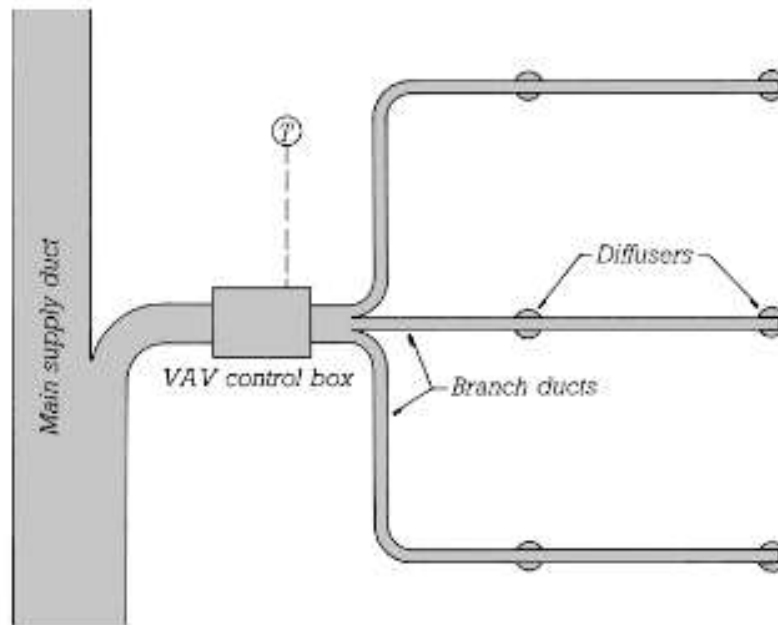 T
Main supply duct
Diffusers
VAV control box
Branch ducts